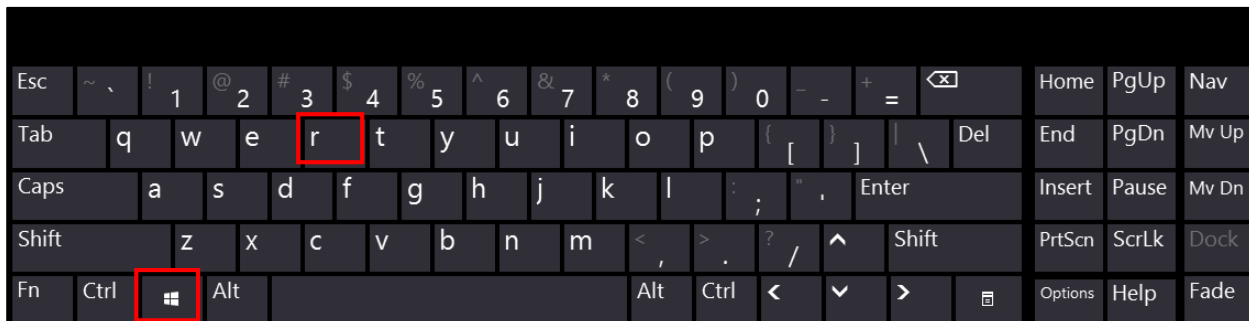 Esc ~ ` ! 1 @ 2 # 3 $ 4 % 5 ^ 6 & 7 * 8 ( 9 ) 0 _ - + = Home PgUp Nav
Tab q w e r t y u i o p { [ } ] | \ Del End PgDn Mv Up
Caps a s d f g h j k l : ; " ' Enter Insert Pause Mv Dn
Shift z x c v b n m < , > . ? / Shift PrtScn ScrLk Dock
Fn Ctrl Alt Alt Ctrl Options Help Fade